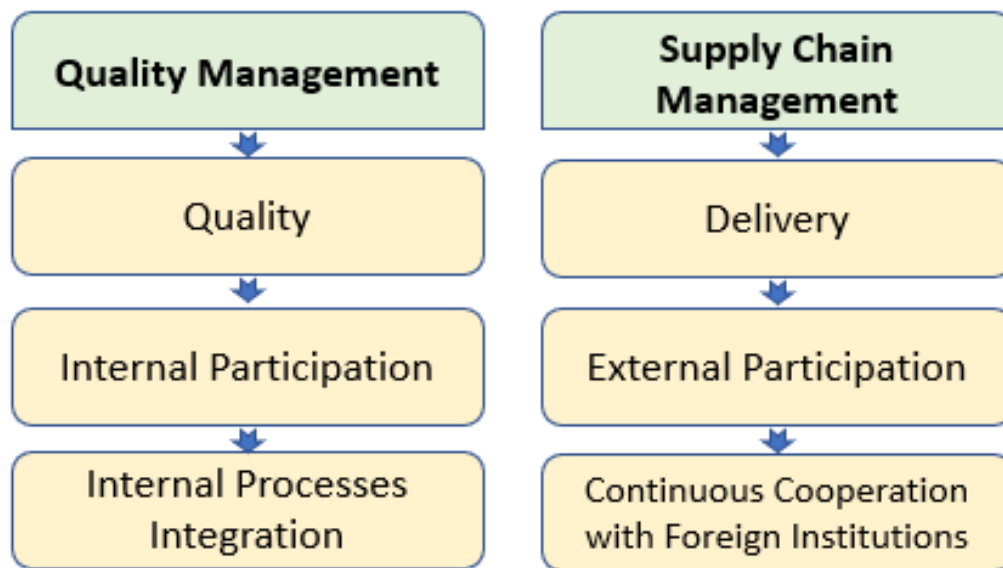 Quality Management
Quality
Internal Participation
Internal Processes
Integration
Supply Chain
Management
Delivery
External Participation
Continuous Cooperation
with Foreign Institutions